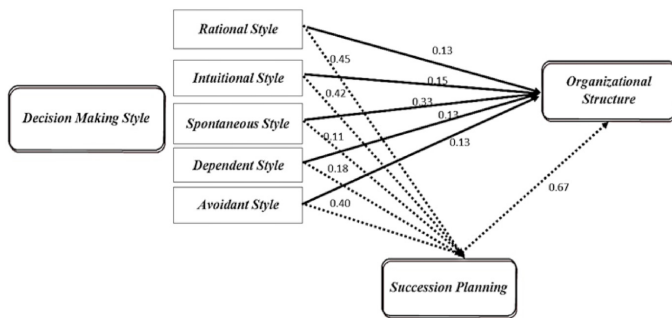 Rational Style
0.13
0.45
Intuitional Style
0.15
Organizational
Structure
0.42
0.33
Decision Making Style
Spontaneous Style
0.13
0.11
0.13
Dependent Style
0.18
0.67
Avoidant Style
0.40
Succession Planning